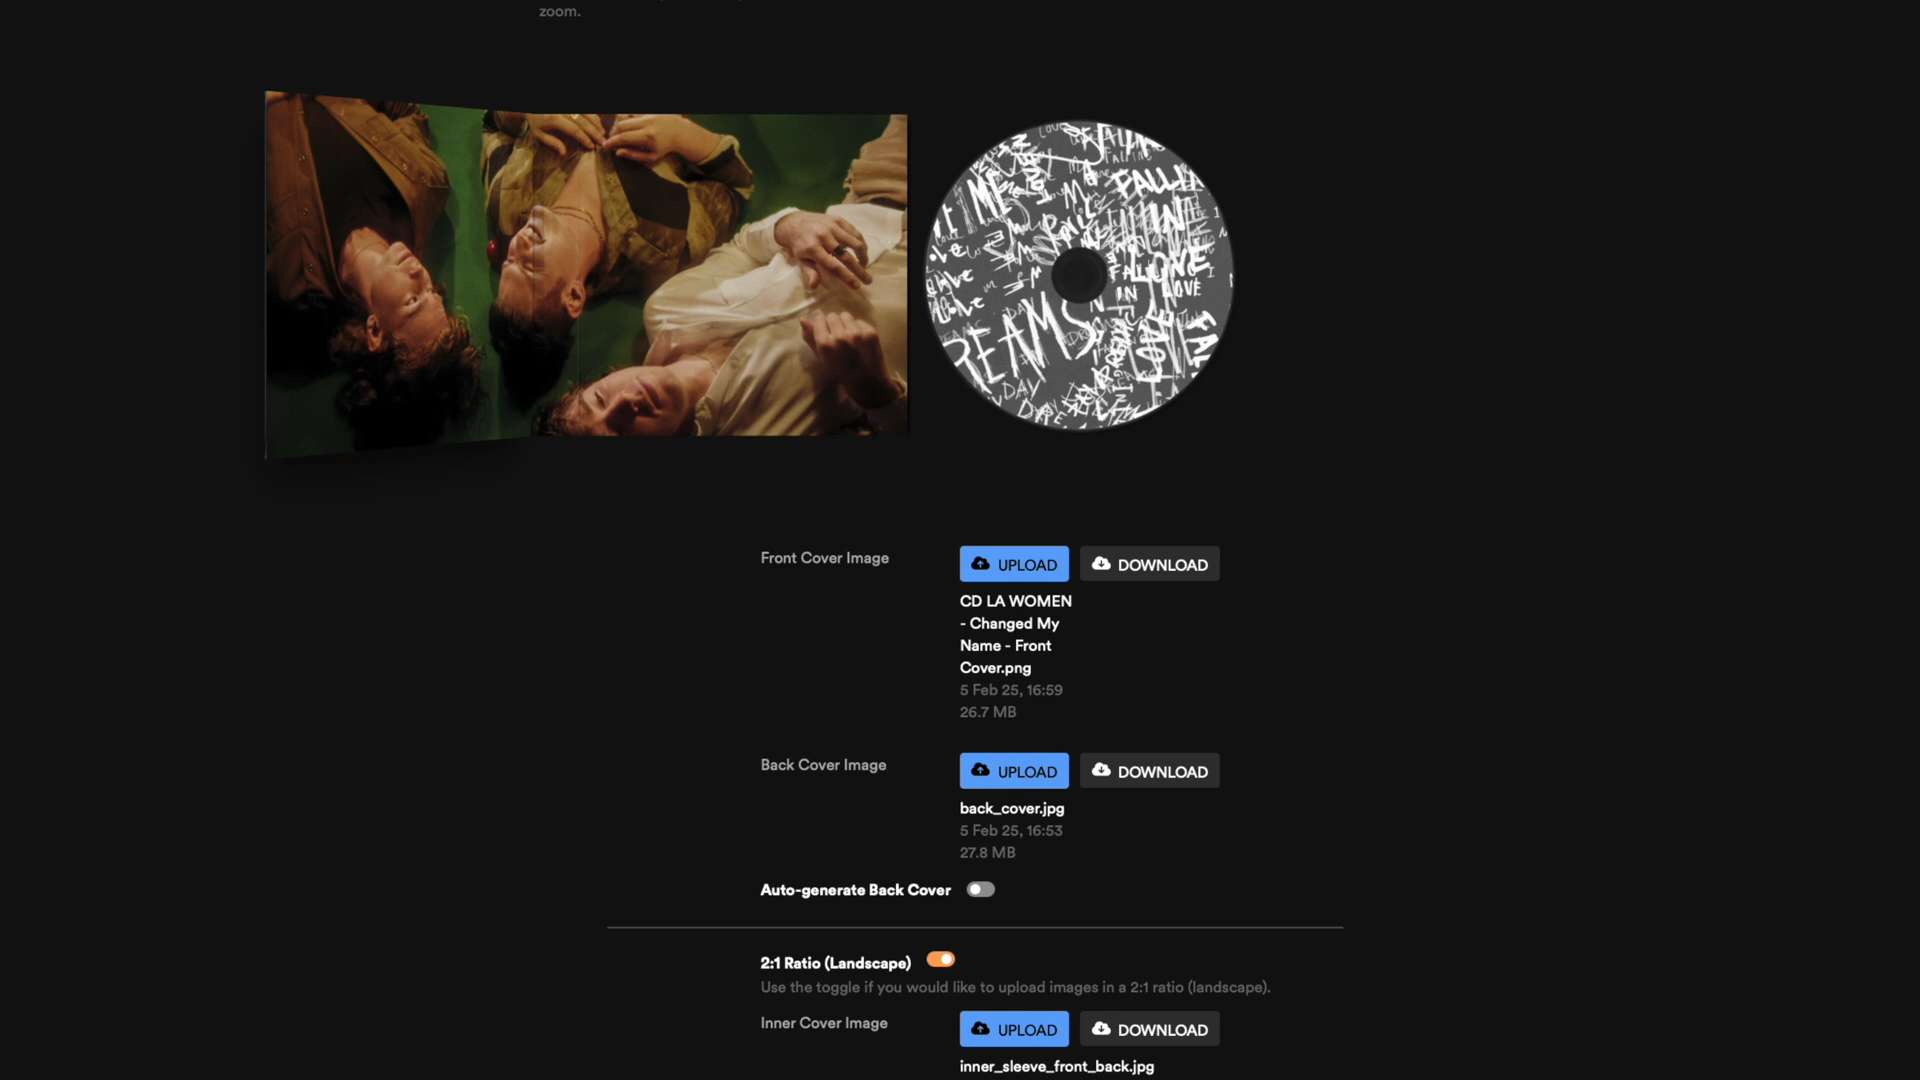 zoom.
Front Cover Image
UPLOAD
DOWNLOAD
CD LA WOMEN
- Changed My
Name - Front
Cover.png
5 Feb 25, 16:59
26.7 MB
Back Cover Image
UPLOAD
DOWNLOAD
back_cover.jpg
5 Feb 25, 16:53
27.8 MB
Auto-generate Back Cover
2:1 Ratio (Landscape)
Use the toggle if you would like to upload images in a 2:1 ratio (landscape).
Inner Cover Image
UPLOAD
DOWNLOAD
inner_sleeve_front_back.jpg